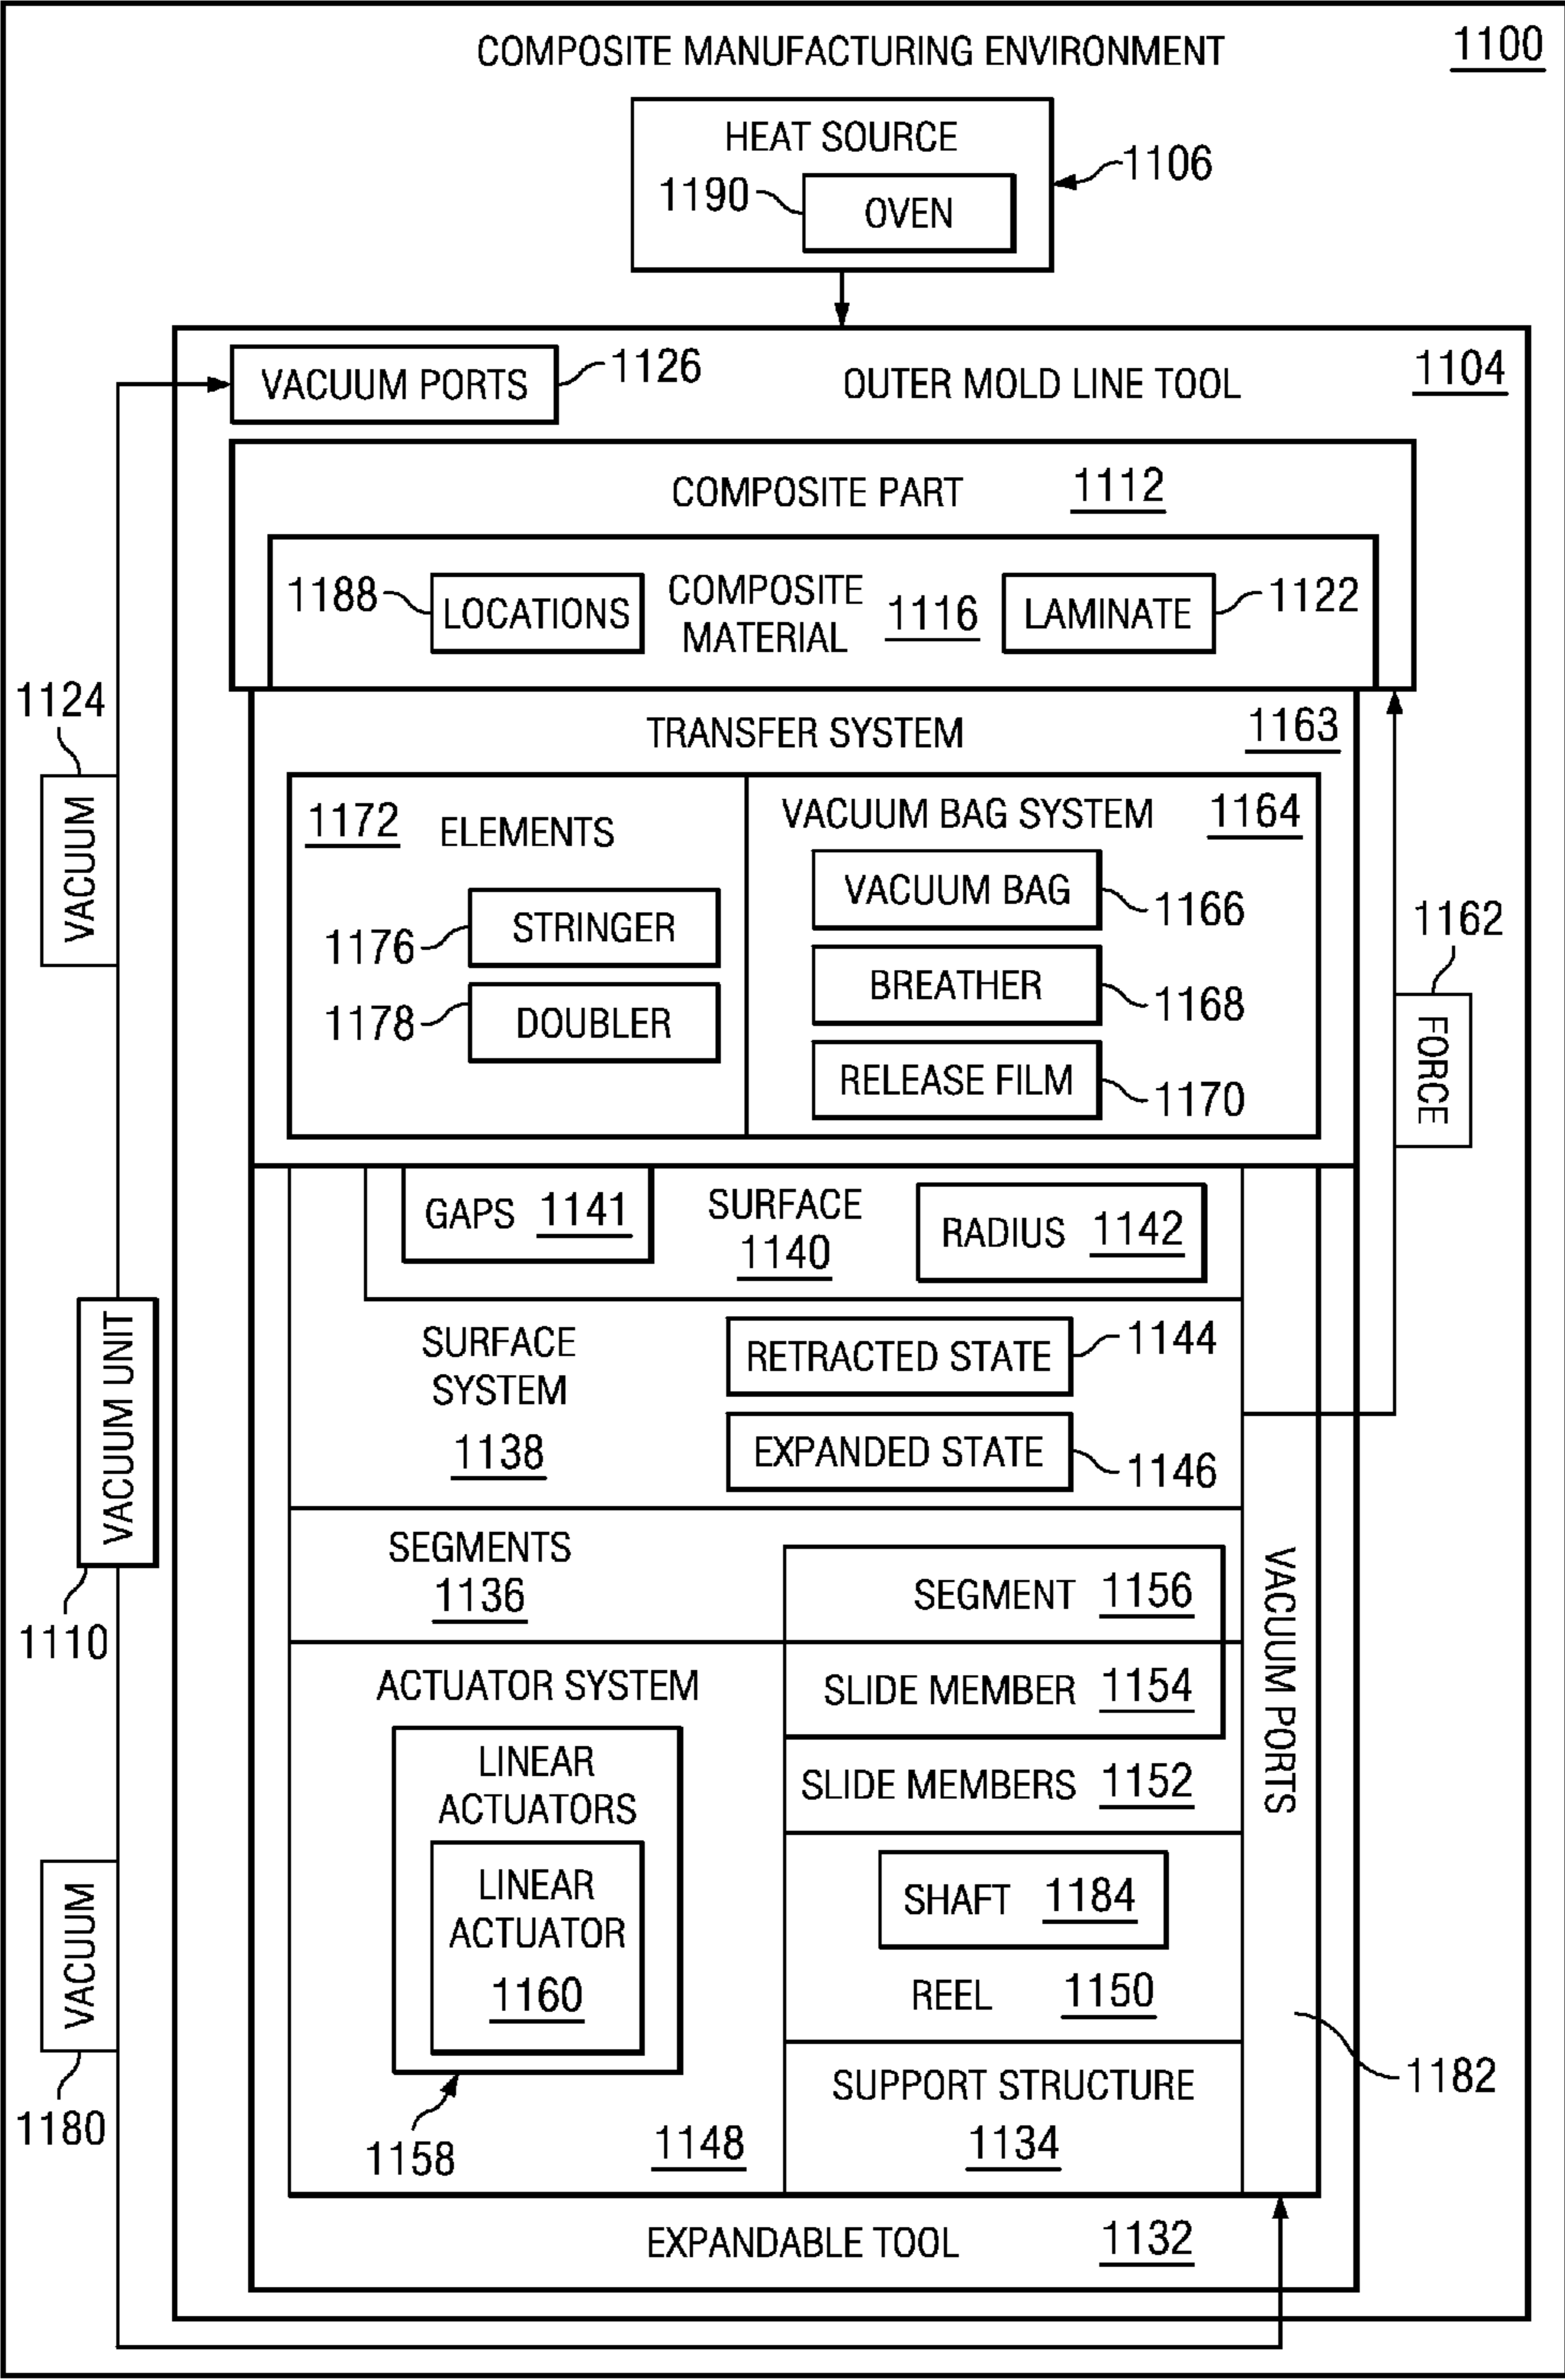 COMPOSITE MANUFACTURING ENVIRONMENT 1100
HEAT SOURCE
1106
1190 OVEN
VACUUM PORTS 1126
OUTER MOLD LINE TOOL 1104
COMPOSITE PART 1112
1188 LOCATIONS
COMPOSITE
MATERIAL 1116
LAMINATE 1122
1124
VACUUM
TRANSFER SYSTEM 1163
1172 ELEMENTS
1176 STRINGER
1178 DOUBLER
VACUUM BAG SYSTEM 1164
VACUUM BAG 1166
BREATHER 1168
RELEASE FILM 1170
1162
FORCE
GAPS 1141
SURFACE
1140
RADIUS 1142
SURFACE
SYSTEM
1138
RETRACTED STATE 1144
EXPANDED STATE 1146
VACUUM UNIT
1110
SEGMENTS
1136
SEGMENT 1156
ACTUATOR SYSTEM
SLIDE MEMBER 1154
LINEAR
ACTUATORS
LINEAR
ACTUATOR
1160
1158
1148
SLIDE MEMBERS 1152
SHAFT 1184
REEL 1150
SUPPORT STRUCTURE
1134
VACUUM PORTS
1182
VACUUM
1180
EXPANDABLE TOOL 1132